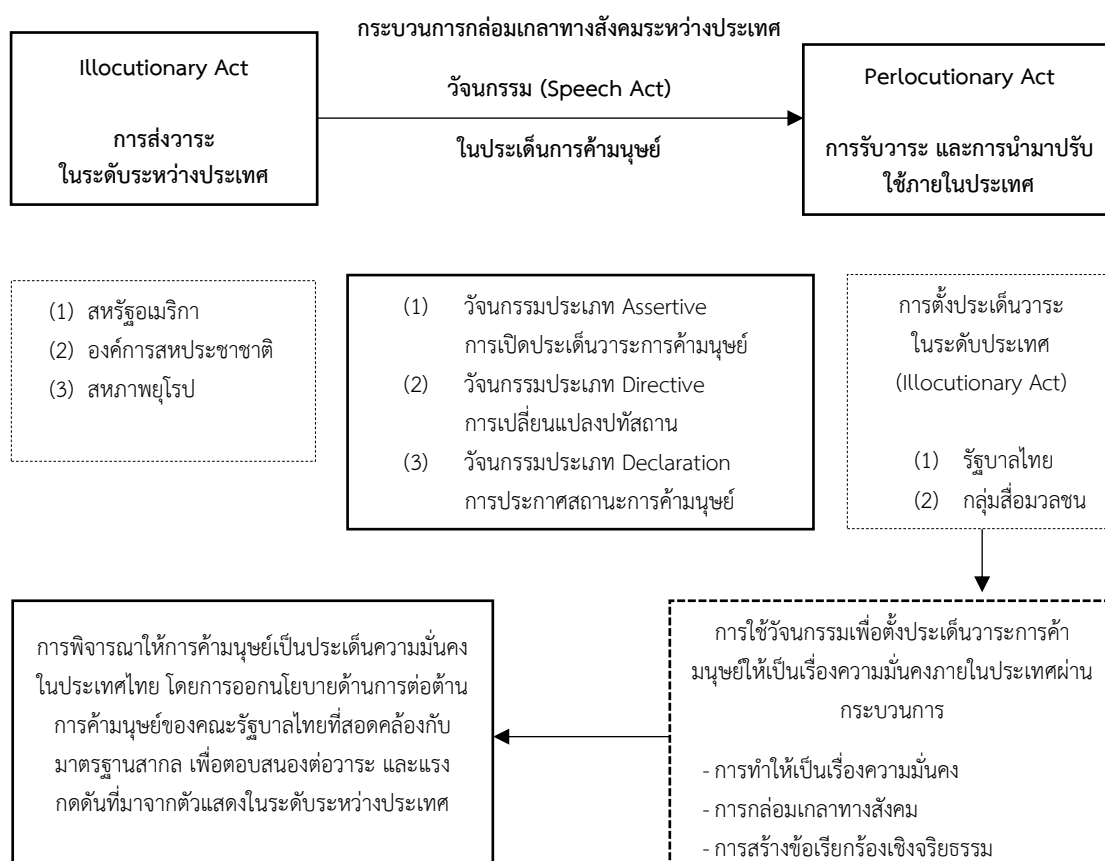 กระบวนการกล่อมเกลาทางสังคมระหว่างประเทศ
Illocutionary Act
การส่งวาระ
ในระดับระหว่างประเทศ
วัจนกรรม (Speech Act)
ในประเด็นการค้ามนุษย์
Perlocutionary Act
การรับวาระ และการนำมาปรับ
ใช้ภายในประเทศ
(1) สหรัฐอเมริกา
(2) องค์การสหประชาชาติ
(3) สหภาพยุโรป
(1) วัจนกรรมประเภท Assertive
การเปิดประเด็นวาระการค้ามนุษย์
(2) วัจนกรรมประเภท Directive
การเปลี่ยนแปลงปทัสถาน
(3) วัจนกรรมประเภท Declaration
การประกาศสถานะการค้ามนุษย์
การตั้งประเด็นวาระ
ในระดับประเทศ
(Illocutionary Act)
(1) รัฐบาลไทย
(2) กลุ่มสื่อมวลชน
การพิจารณาให้การค้ามนุษย์เป็นประเด็นความมั่นคง
ในประเทศไทย โดยการออกนโยบายด้านการต่อต้าน
การค้ามนุษย์ของคณะรัฐบาลไทยที่สอดคล้องกับ
มาตรฐานสากล เพื่อตอบสนองต่อวาระ และแรง
กดดันที่มาจากตัวแสดงในระดับระหว่างประเทศ
การใช้วัจนกรรมเพื่อตั้งประเด็นวาระการค้า
มนุษย์ให้เป็นเรื่องความมั่นคงภายในประเทศผ่าน
กระบวนการ
- การทำให้เป็นเรื่องความมั่นคง
- การกล่อมเกลาทางสังคม
- การสร้างข้อเรียกร้องเชิงจริยธรรม